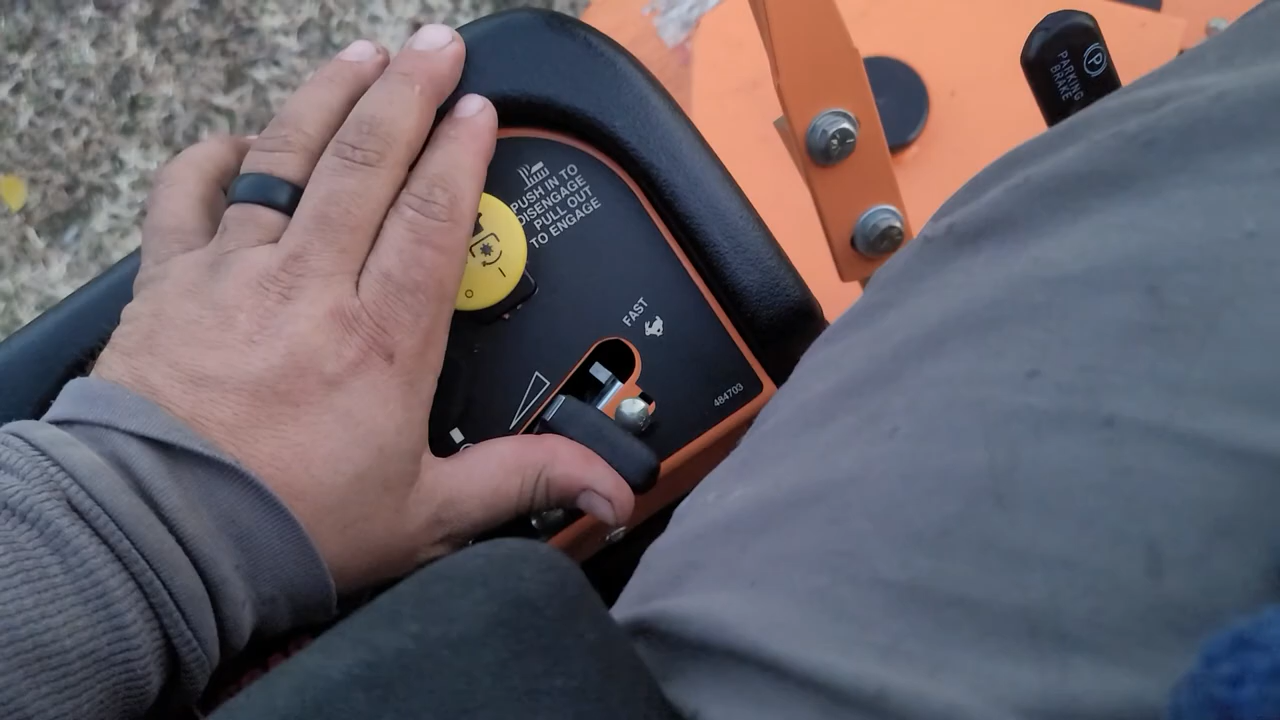 PUSH IN TO
DISENGAGE
PULL OUT
TO ENGAGE
FAST
484703
P
PARKING
BRAKE
O
I